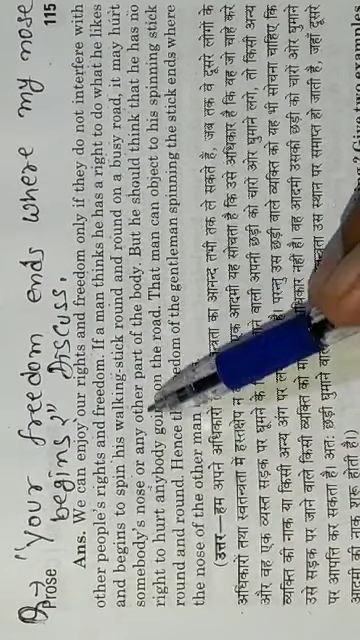 Q → "Your freedom ends where my nose
prose begins?" Discuss.
115
Ans. We can enjoy our rights and freedom only if they do not interfere with
other people's rights and freedom. If a man thinks he has a right to do what he likes
and begins to spin his walking-stick round and round on a busy road, it may hurt
somebody's nose or any other part of the body. But he should think that he has no
right to hurt anybody going on the road. That man can object to his spinning stick
round and round. Hence edom of the gentleman spinning the stick ends where
the nose of the other man
(उत्तर—हम अपने अधिकारों का आनन्द तभी तक ले सकते हैं, जब तक वे दूसरे लोगों के
अधिकारों तथा स्वतन्त्रता में हस्तक्षेप न एक आदमी यह सोचता है कि उसे अधिकार है कि वह जो चाहे करे
और वह एक व्यस्त सड़क पर घूमने के वाली अपनी छड़ी को चारों ओर घुमाने लगे, तो किसी अन्य
व्यक्ति की नाक या किसी अन्य अंग पर परन्तु उस छड़ी वाले व्यक्ति को यह भी सोचना चाहिए कि
उसे सड़क पर जाने वाले किसी व्यक्ति को धिकार नहीं है। वह आदमी उसकी छड़ी को चारों ओर घुमाने
पर आपत्ति कर सकता है। अतः छड़ी घुमाने उस स्थान पर समाप्त हो जाती है, जहाँ दूसरे
आदमी की नाक शुरू होती है।)
Give two examples